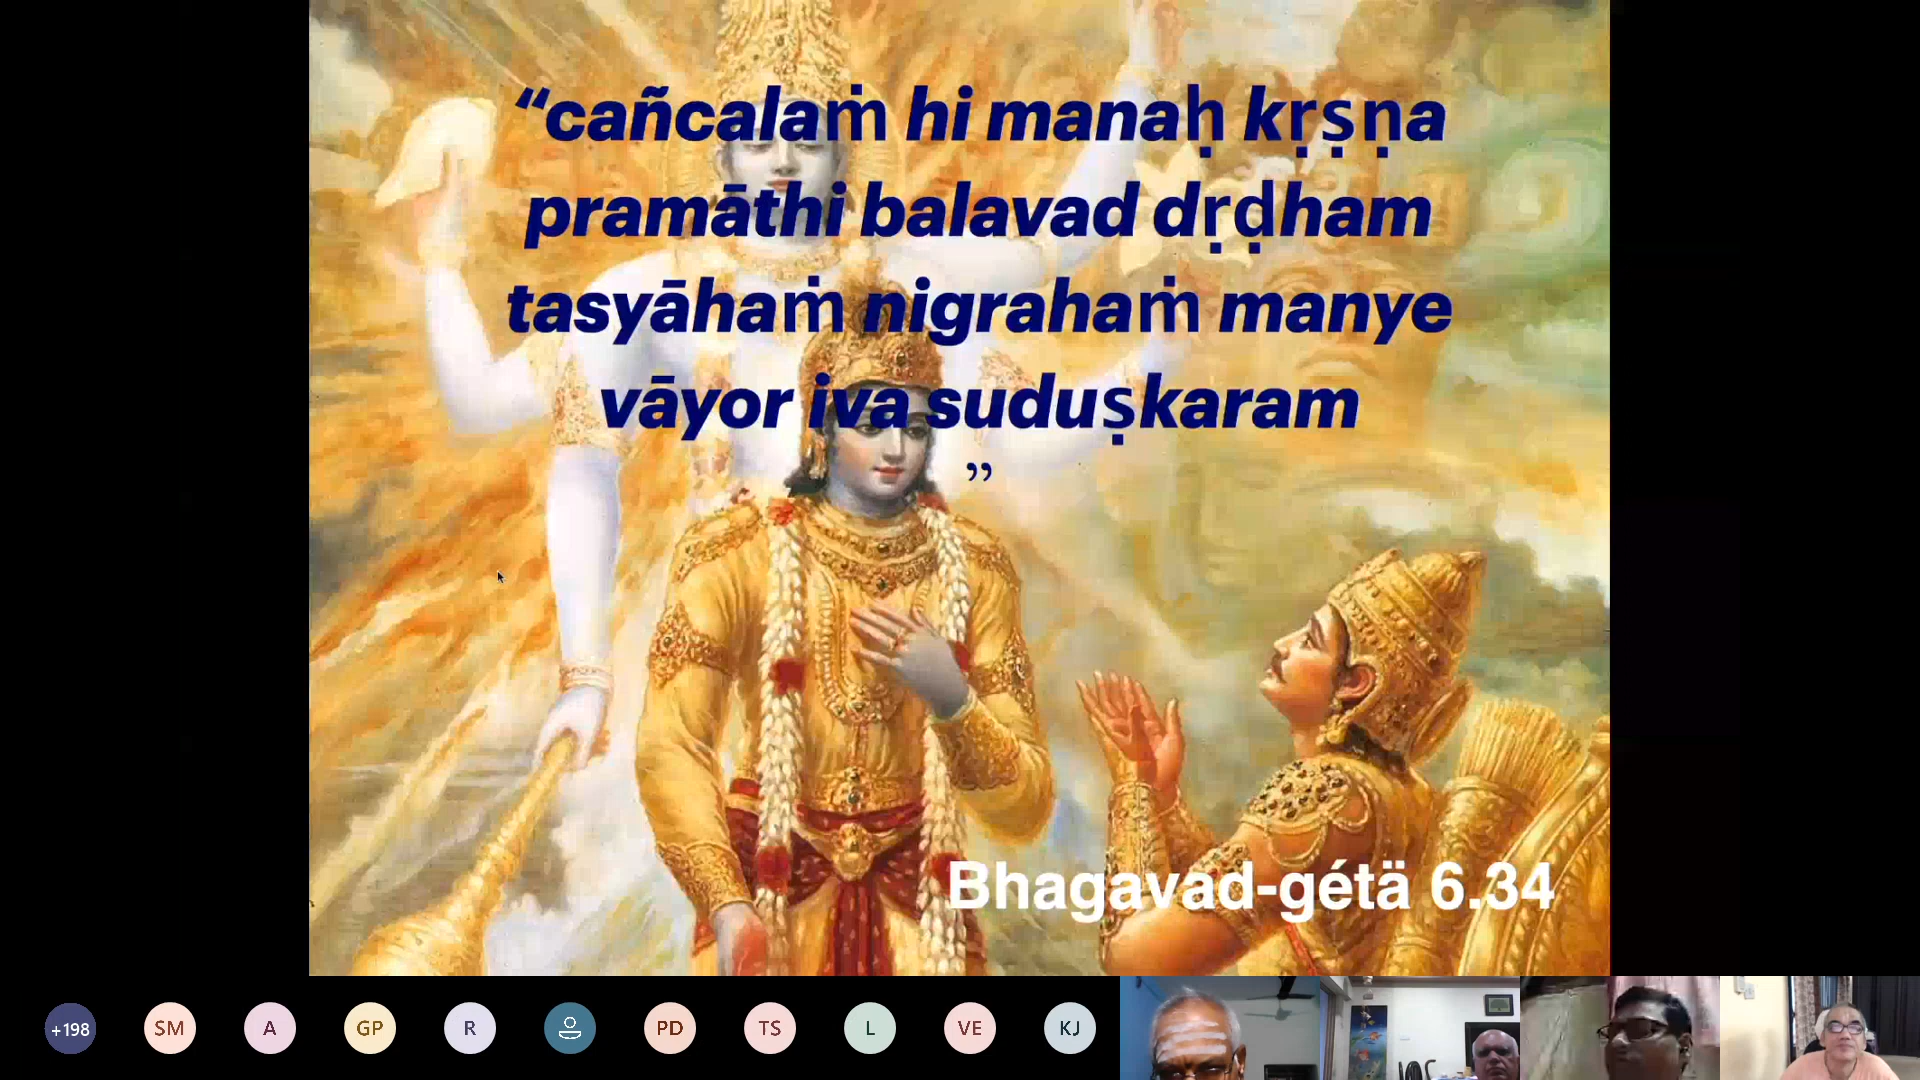 “cañcalaṁ hi manaḥ kṛṣṇa
pramāthi balavad dṛḍham
tasyāhaṁ nigrahaṁ manye
vāyor iva suduṣkaram
”
Bhagavad-gétä 6.34
+198 SM A GP R PD TS L VE KJ